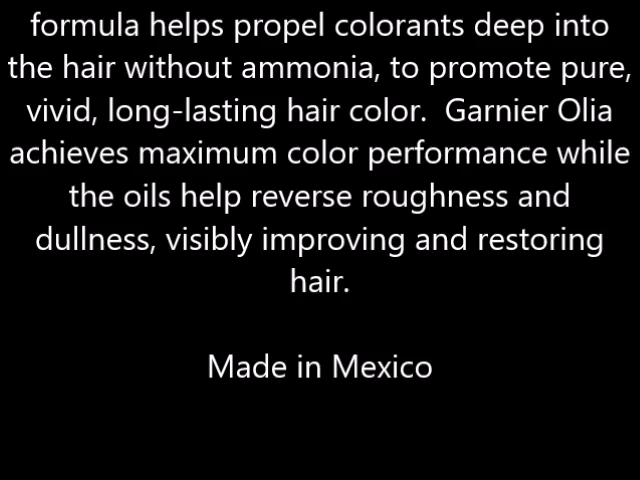 formula helps propel colorants deep into
the hair without ammonia, to promote pure,
vivid, long-lasting hair color.  Garnier Olia
achieves maximum color performance while
the oils help reverse roughness and
dullness, visibly improving and restoring
hair.
Made in Mexico